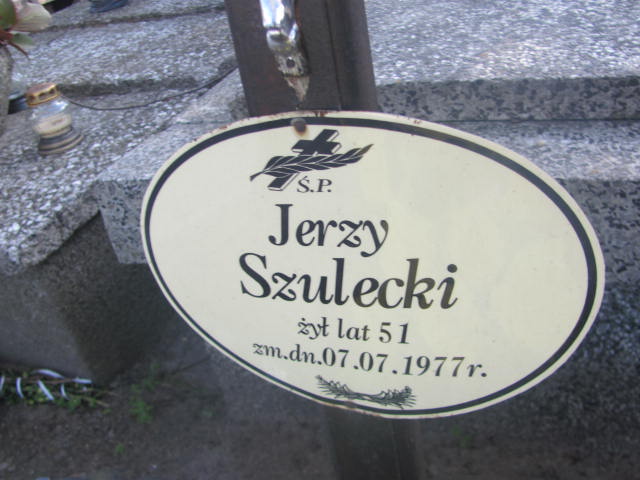 Ś.P.
Jerzy
Szulecki
żył lat 51
zm.dn.07.07.1977r.